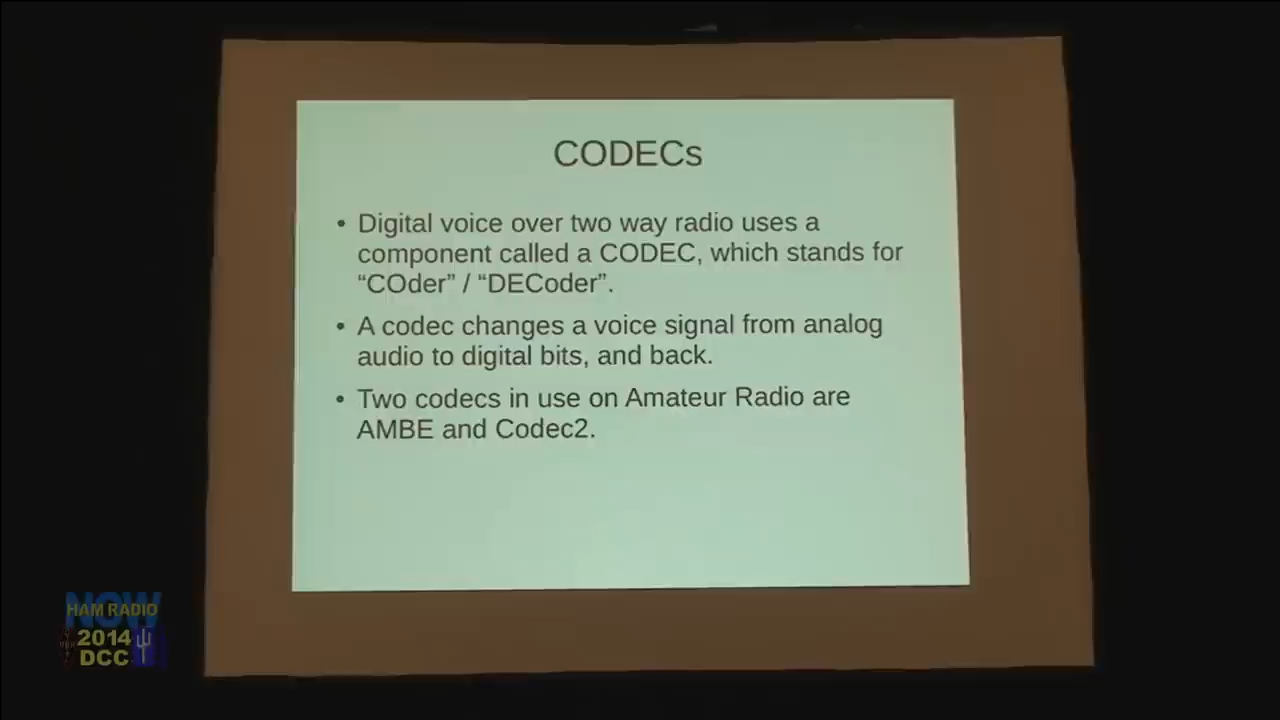 CODECs
• Digital voice over two way radio uses a
component called a CODEC, which stands for
“COder” / “DECoder”.
• A codec changes a voice signal from analog
audio to digital bits, and back.
• Two codecs in use on Amateur Radio are
AMBE and Codec2.
NOW
HAM RADIO
2014
DCC